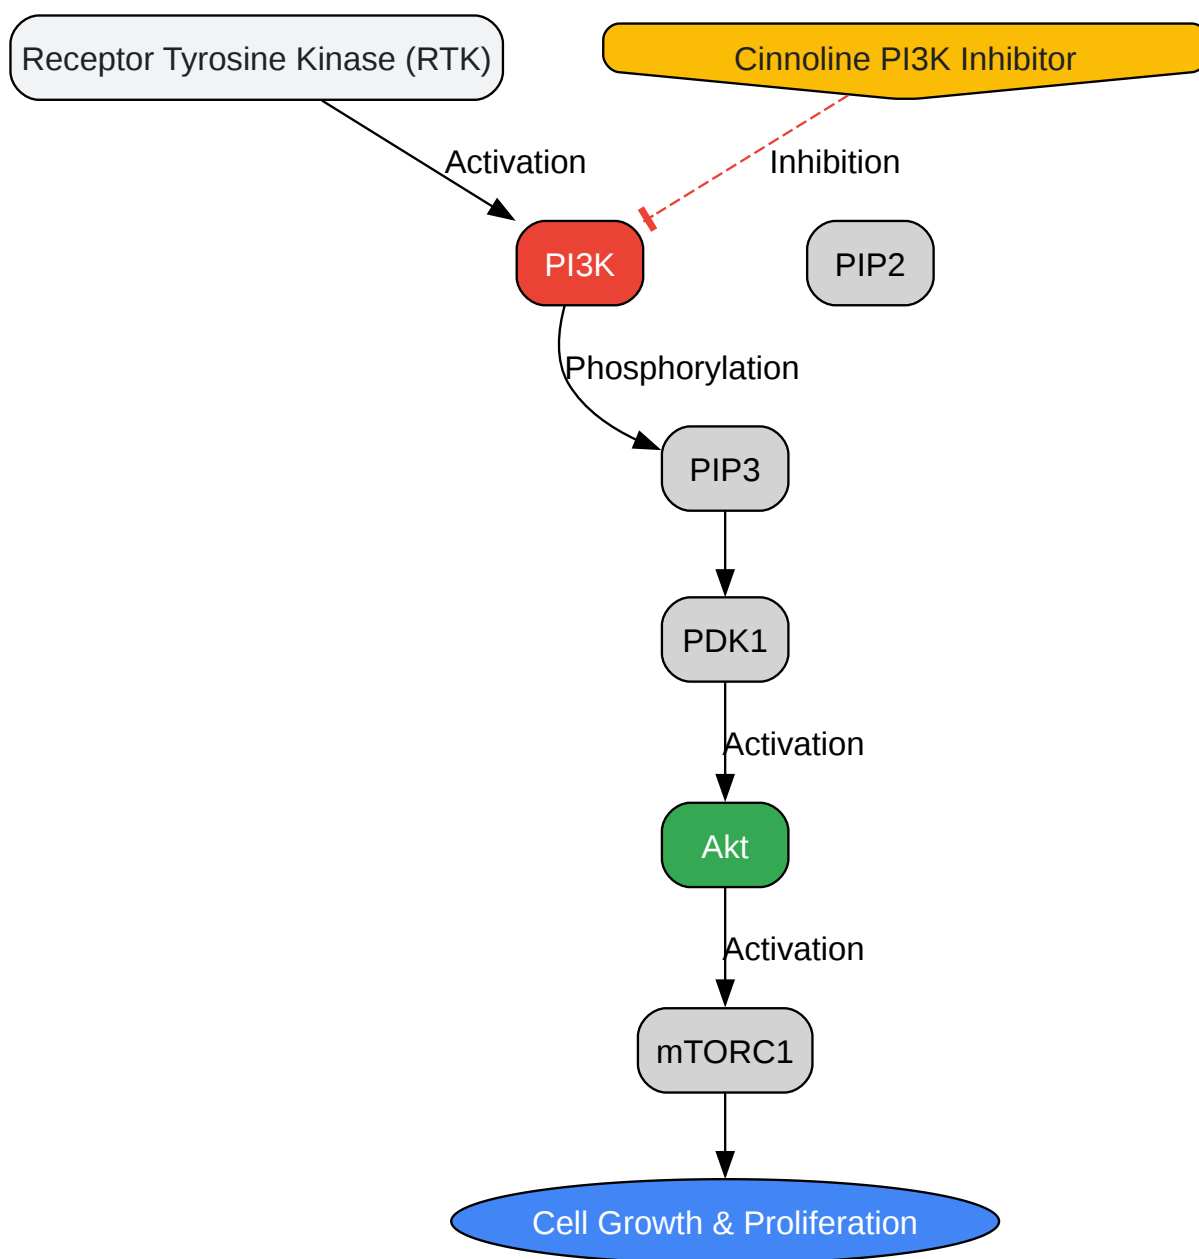 Receptor Tyrosine Kinase (RTK)
Cinnoline PI3K Inhibitor
Activation
Inhibition
PI3K
PIP2
Phosphorylation
PIP3
PDK1
Activation
Akt
Activation
mTORC1
Cell Growth & Proliferation